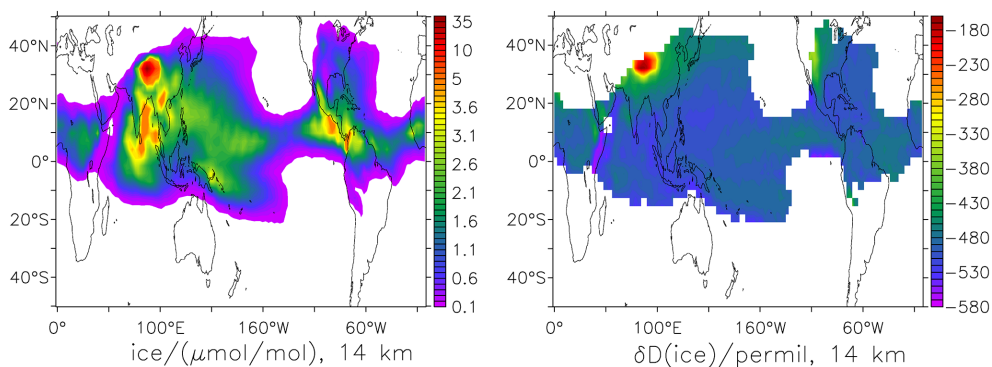 40°N
20°N
0°
20°S
40°S
0° 100°E 160°W 60°W
ice/(μmol/mol), 14 km
35
10
5
3.6
3.1
2.6
2.1
1.6
1.1
0.6
0.1
40°N
20°N
0°
20°S
40°S
0° 100°E 160°W 60°W
δD(ice)/permil, 14 km
−180
−230
−280
−330
−380
−430
−480
−530
−580